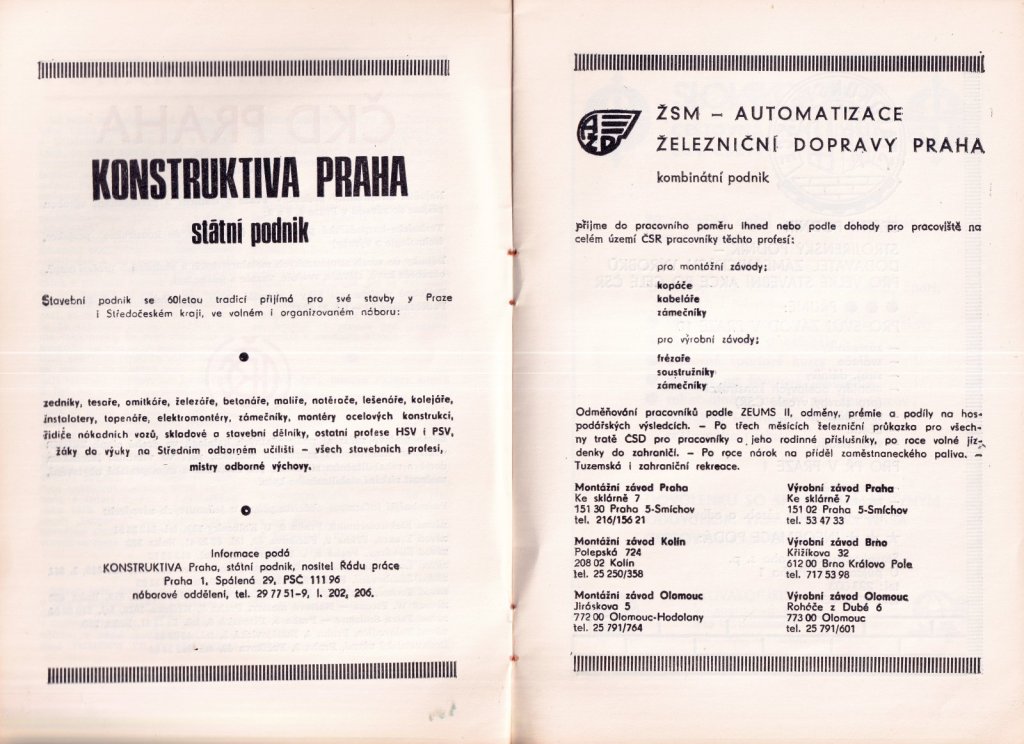 KONSTRUKTIVA PRAHA
státní podnik
Stavební podnik se 60letou tradicí přijímá pro své stavby v Praze
i Středočeském kraji, ve volném i organizovaném náboru:
zedníky, tesaře, omítkáře, železáře, betonáře, malíře, natěrače, lešenáře, kolejáře,
instalatery, topenáře, elektromontéry, zámečníky, montéry ocelových konstrukcí,
řidiče nákadních vozů, skladové a stavební dělníky, ostatní profese HSV i PSV,
žáky do výuky na Středním odborném učilišti – všech stavebních profesí,
mistry odborné výchovy.
Informace podá
KONSTRUKTIVA Praha, státní podnik, nositel Řádu práce
Praha 1, Spálená 29, PSČ 111 96
náborové oddělení, tel. 29 77 51-9, l. 202, 206.
AŽD
ŽSM – AUTOMATIZACE
ŽELEZNIČNÍ DOPRAVY PRAHA
kombinátní podnik
přijme do pracovního poměru ihned nebo podle dohody pro pracoviště na
celém území ČSR pracovníky těchto profesí:
pro montážní závody:
kopáče
kabeláře
zámečníky
pro výrobní závody:
frézaře
soustružníky
zámečníky
Odměňování pracovníků podle ZEUMS II, odměny, prémie a podíly na hos-
podářských výsledcích. – Po třech měsících železniční průkazka pro všech-
ny tratě ČSD pro pracovníky a jeho rodinné příslušníky, po roce volné jíz-
denky do zahraničí. – Po roce nárok na příděl zaměstnaneckého paliva. –
Tuzemská i zahraniční rekreace.
Montážní závod Praha
Ke sklárně 7
151 30 Praha 5-Smíchov
tel. 216/156 21
Výrobní závod Praha
Ke sklárně 7
151 02 Praha 5-Smíchov
tel. 53 47 33
Montážní závod Kolín
Polepská 724
208 02 Kolín
tel. 25 250/358
Výrobní závod Brno
Křižíkova 32
612 00 Brno Královo Pole
tel. 717 53 98
Montážní závod Olomouc
Jiráskova 5
772 00 Olomouc-Hodolany
tel. 25 791/764
Výrobní závod Olomouc
Roháče z Dubé 6
773 00 Olomouc
tel. 25 791/601